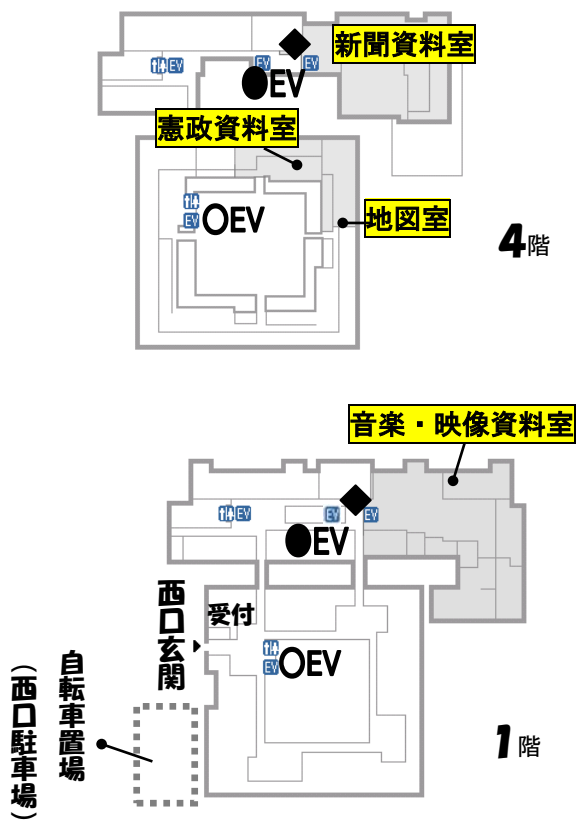 新聞資料室
EV
EV
EV
●EV
憲政資料室
EV
○EV
地図室
4階
音楽・映像資料室
EV
EV
EV
●EV
西口玄関
受付
EV
○EV
自転車置場
（西口駐車場）
1階